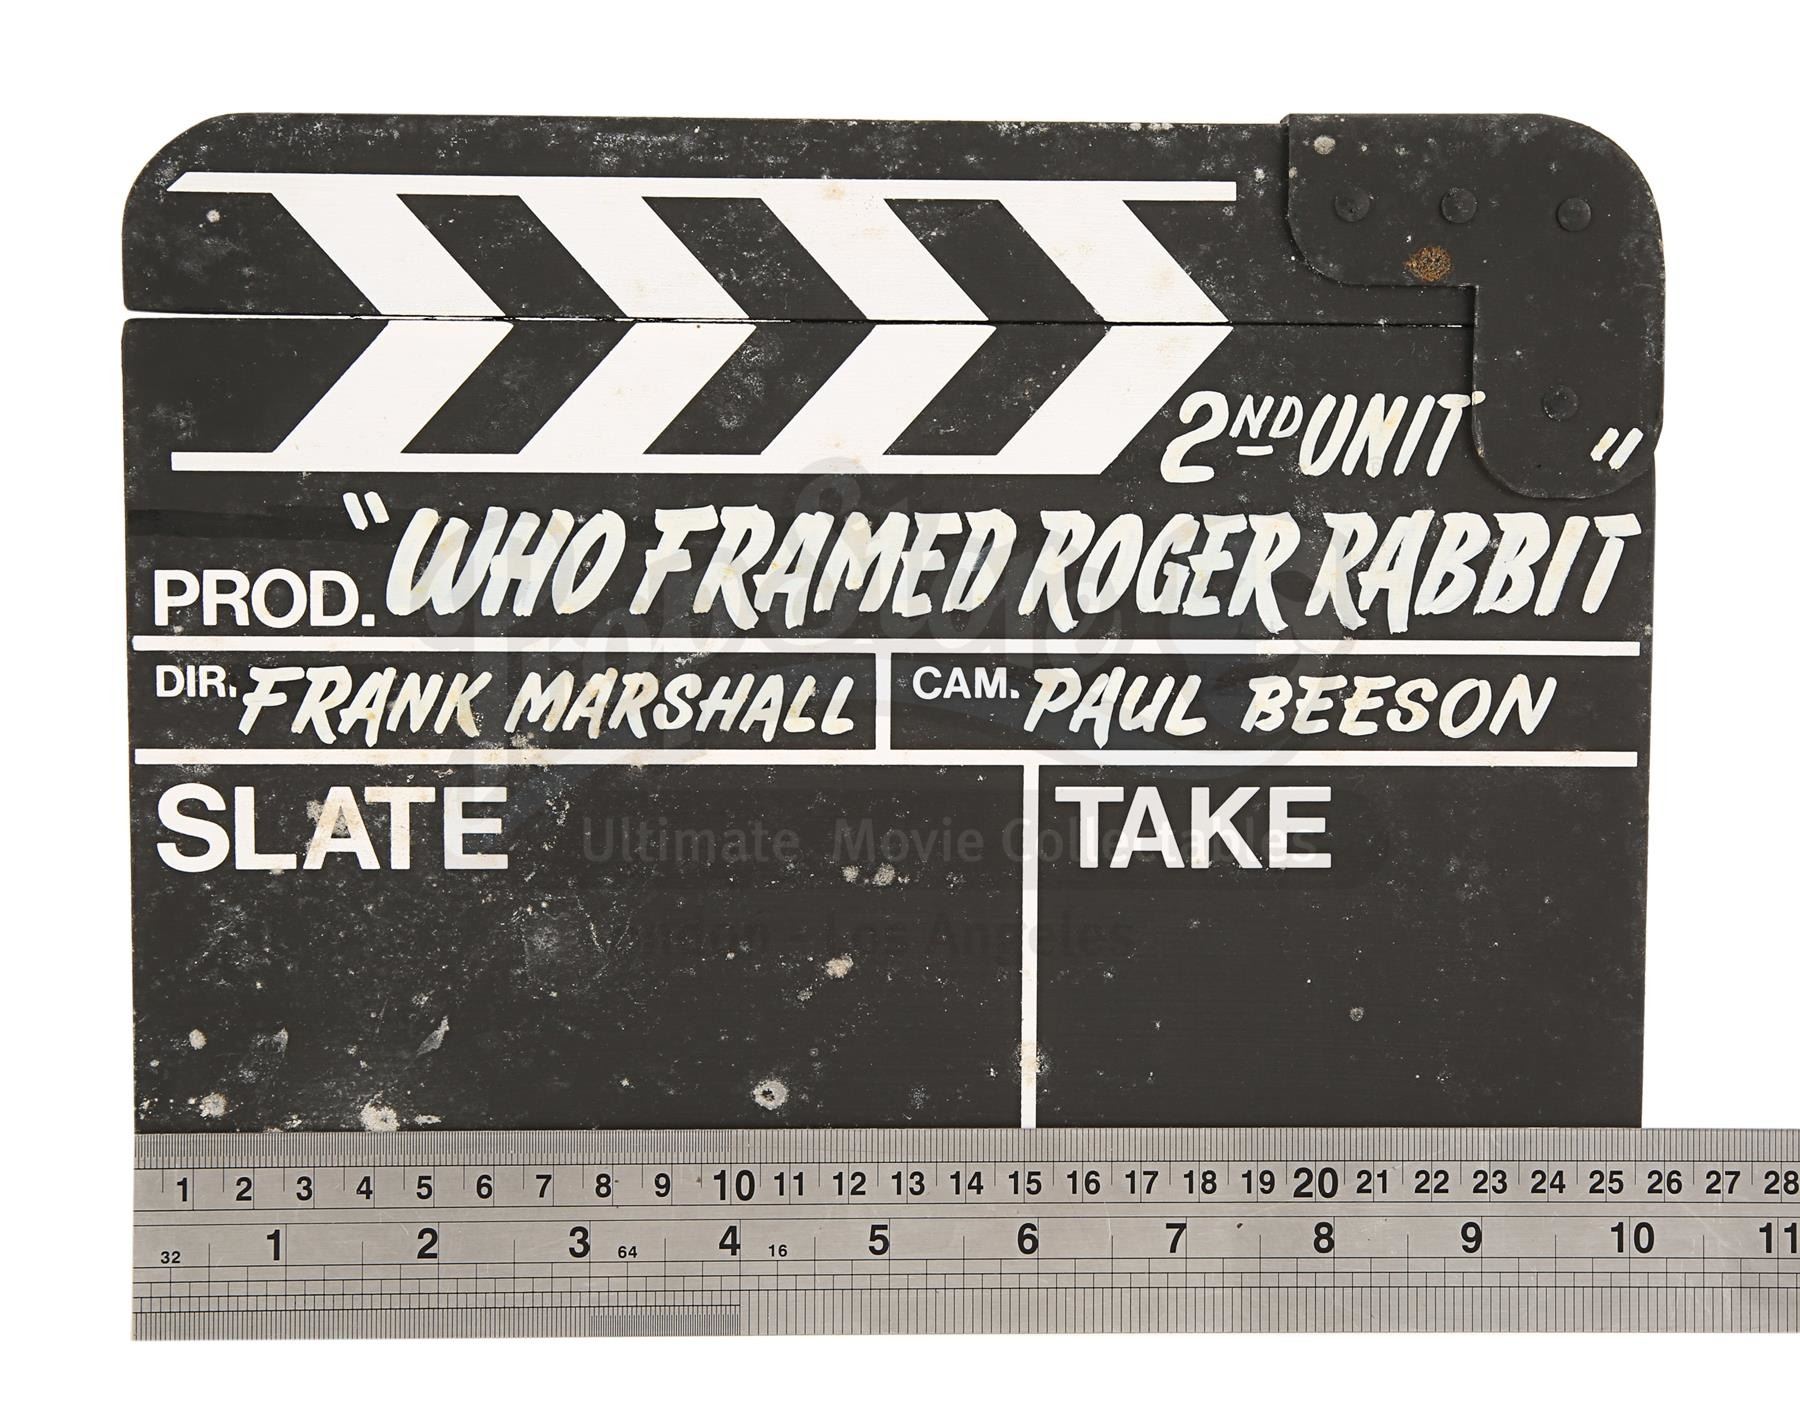 2ND UNIT
"WHO FRAMED ROGER RABBIT"
PROD.
DIR. FRANK MARSHALL
CAM. PAUL BEESON
SLATE
TAKE
Ultimate Movie Collectables
London - Los Angeles
1 2 3 4 5 6 7 8 9 10 11 12 13 14 15 16 17 18 19 20 21 22 23 24 25 26 27 28
1 2 3 4 5 6 7 8 9 10 11
32 64 16